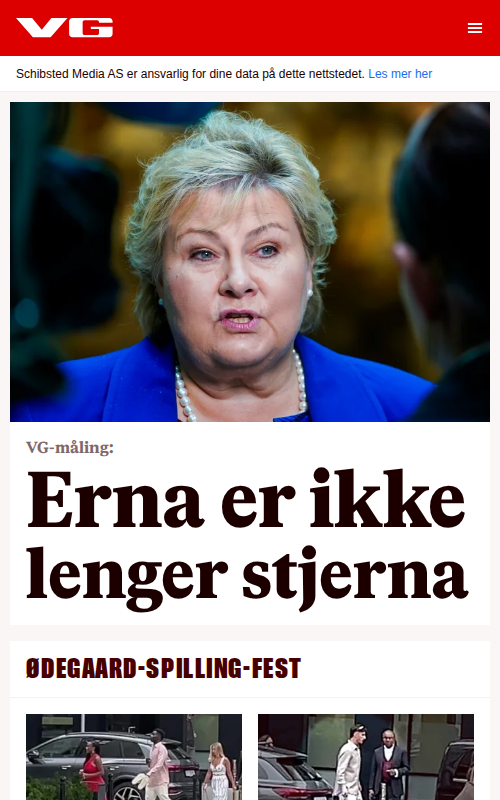 VG
Schibsted Media AS er ansvarlig for dine data på dette nettstedet. Les mer her
VG-måling:
Erna er ikke
lenger stjerna
ØDEGAARD-SPILLING-FEST